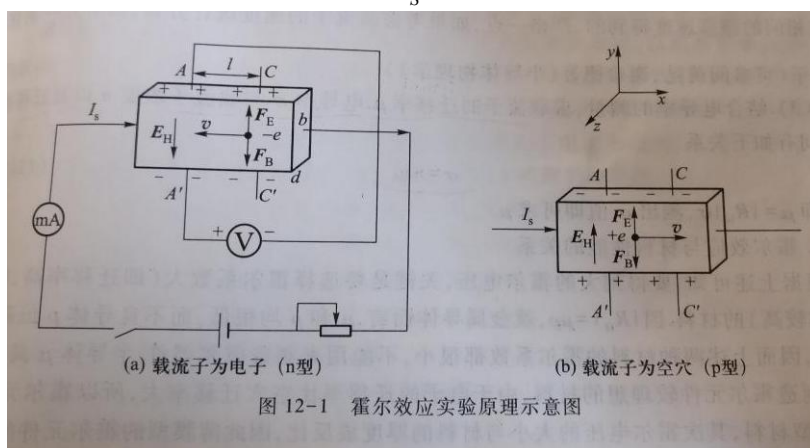 s
A
l
C
+ + + + +
I_s
F_E
b
E_H
v
-e
F_B
d
- - - - -
A'
C'
mA
+ V -
(a) 载流子为电子 (n型)
y
x
z
A
C
- - - -
I_s
F_E
E_H
+e
v
F_B
+ + + +
A'
C'
(b) 载流子为空穴 (p型)
图 12-1 霍尔效应实验原理示意图